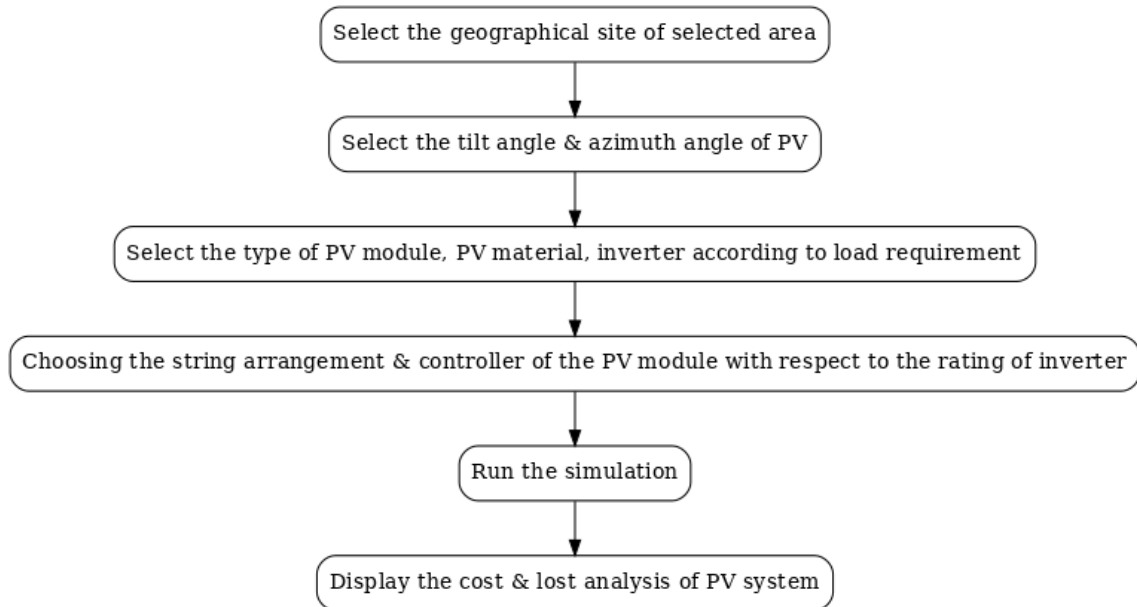 Select the geographical site of selected area
Select the tilt angle & azimuth angle of PV
Select the type of PV module, PV material, inverter according to load requirement
Choosing the string arrangement & controller of the PV module with respect to the rating of inverter
Run the simulation
Display the cost & lost analysis of PV system